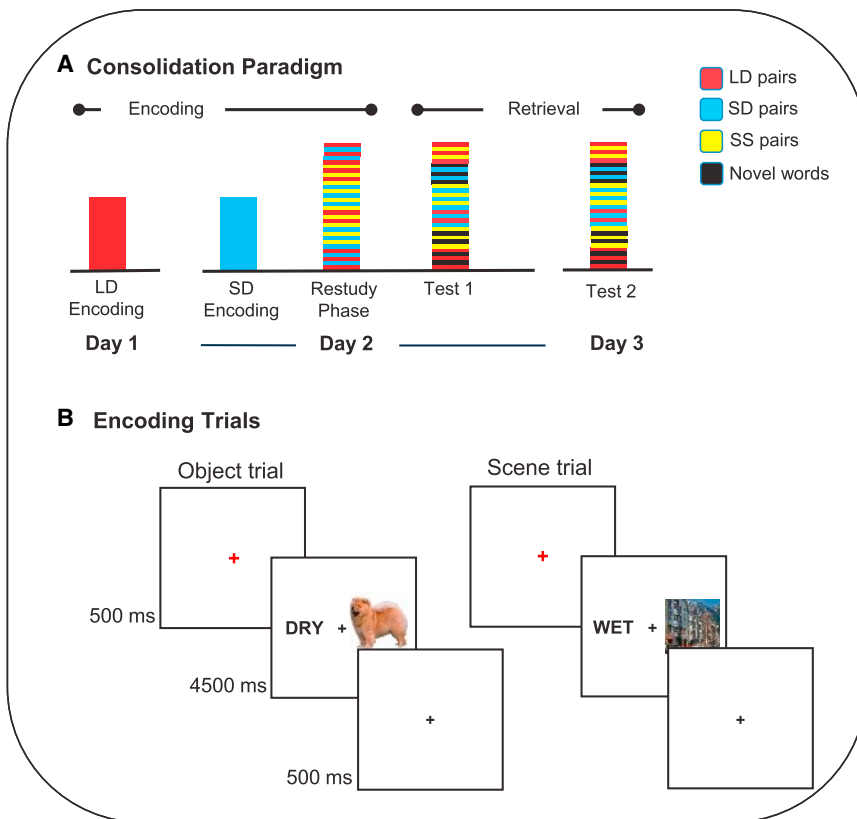 A Consolidation Paradigm
Encoding
Retrieval
LD pairs
SD pairs
SS pairs
Novel words
LD
Encoding
SD
Encoding
Restudy
Phase
Test 1
Test 2
Day 1
Day 2
Day 3
B Encoding Trials
Object trial
Scene trial
+
+
500 ms
DRY +
WET +
4500 ms
+
+
500 ms